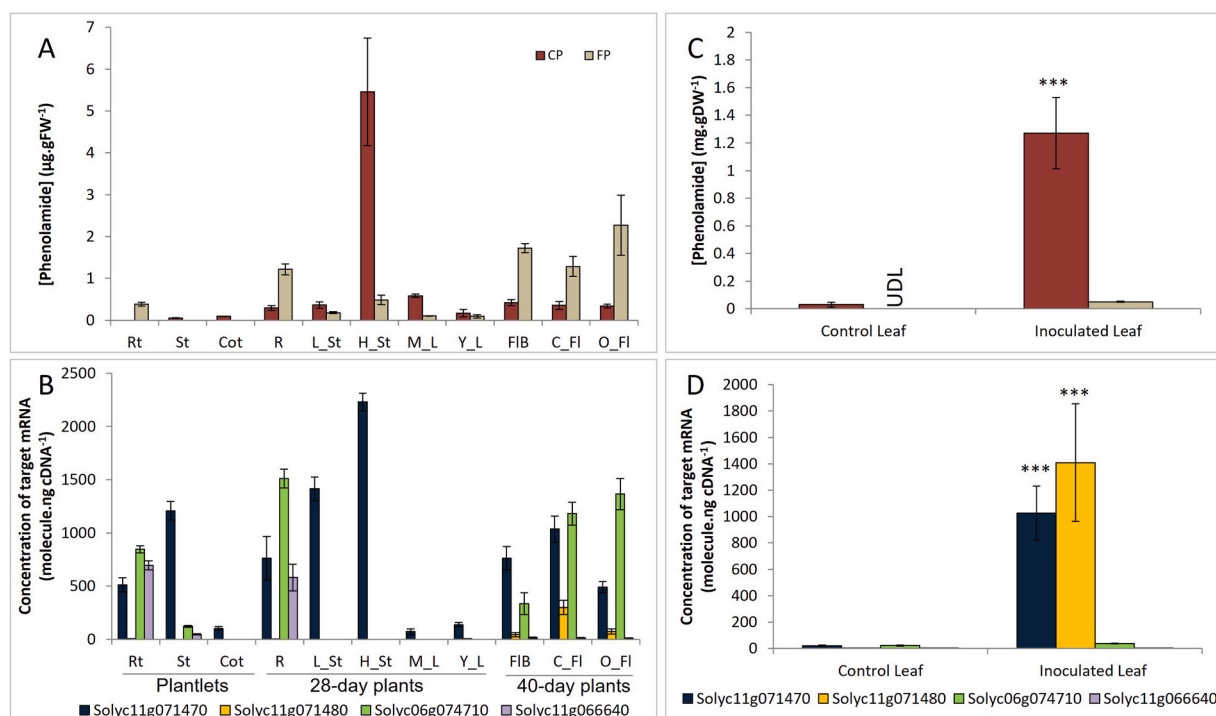 A
[Phenolamide] (µg.gFW-1)
7
6
5
4
3
2
1
0
CP FP
Rt St Cot R L_St H_St M_L Y_L FlB C_Fl O_Fl
B
Concentration of target mRNA
(molecule.ng cDNA-1)
2500
2000
1500
1000
500
0
Rt St Cot R L_St H_St M_L Y_L FlB C_Fl O_Fl
Plantlets 28-day plants 40-day plants
Solyc11g071470 Solyc11g071480 Solyc06g074710 Solyc11g066640
C
[Phenolamide] (mg.gDW-1)
2
1.8
1.6
1.4
1.2
1
0.8
0.6
0.4
0.2
0
UDL
***
Control Leaf Inoculated Leaf
D
Concentration of target mRNA
(molecule.ng cDNA-1)
2000
1800
1600
1400
1200
1000
800
600
400
200
0
***
***
Control Leaf Inoculated Leaf
Solyc11g071470 Solyc11g071480 Solyc06g074710 Solyc11g066640